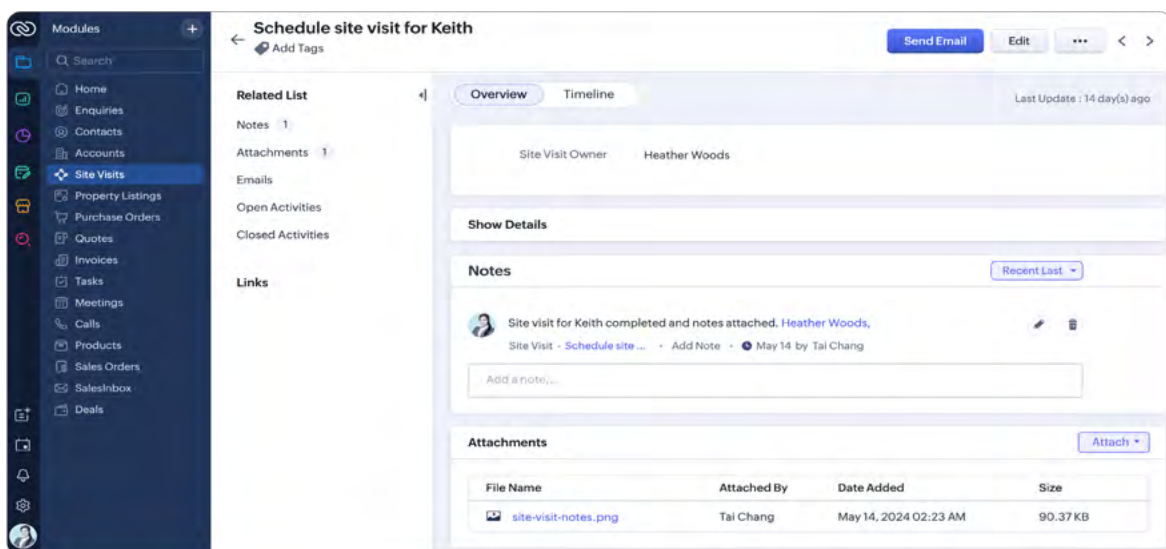 Modules
+
Search
Home
Enquiries
Contacts
Accounts
Site Visits
Property Listings
Purchase Orders
Quotes
Invoices
Tasks
Meetings
Calls
Products
Sales Orders
SalesInbox
Deals
Schedule site visit for Keith
Add Tags
Send Email
Edit
Related List
Notes 1
Attachments 1
Emails
Open Activities
Closed Activities
Links
Overview
Timeline
Last Update : 14 day(s) ago
Site Visit Owner Heather Woods
Show Details
Notes
Recent Last
Site visit for Keith completed and notes attached. Heather Woods,
Site Visit - Schedule site ... • Add Note • May 14 by Tai Chang
Add a note,...
Attachments
Attach
File Name Attached By Date Added Size
site-visit-notes.png Tai Chang May 14, 2024 02:23 AM 90.37 KB